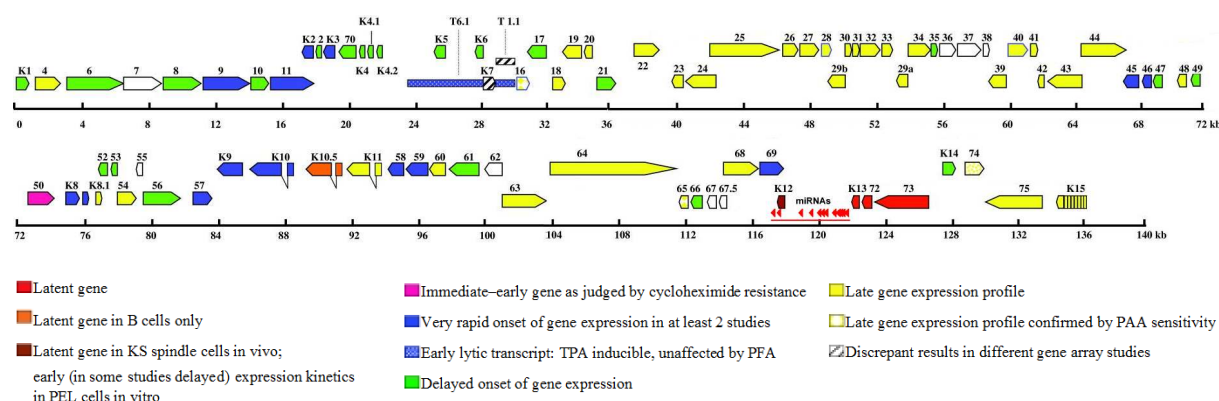 K4.1 T6.1 T 1.1
K2 2 K3 70 K5 K6 17 19 20 25 26 27 28 30 31 32 33 34 35 36 37 38 40 41 44
K4 K4.2 22
K1 4 6 7 8 9 10 11 K7 16 18 21 23 24 29b 29a 39 42 43 45 46 47 48 49
0 4 8 12 16 20 24 28 32 36 40 44 48 52 56 60 64 68 72 kb
52 53 55 K9 K10 K10.5 K11 58 59 60 61 62 64 68 69 K14 74
50 K8 K8.1 54 56 57 63 65 66 67 67.5 K12 miRNAs K13 72 73 75 K15
72 76 80 84 88 92 96 100 104 108 112 116 120 124 128 132 136 140 kb
Latent gene
Latent gene in B cells only
Latent gene in KS spindle cells in vivo;
early (in some studies delayed) expression kinetics
in PEL cells in vitro
Immediate–early gene as judged by cycloheximide resistance
Very rapid onset of gene expression in at least 2 studies
Early lytic transcript: TPA inducible, unaffected by PFA
Delayed onset of gene expression
Late gene expression profile
Late gene expression profile confirmed by PAA sensitivity
Discrepant results in different gene array studies